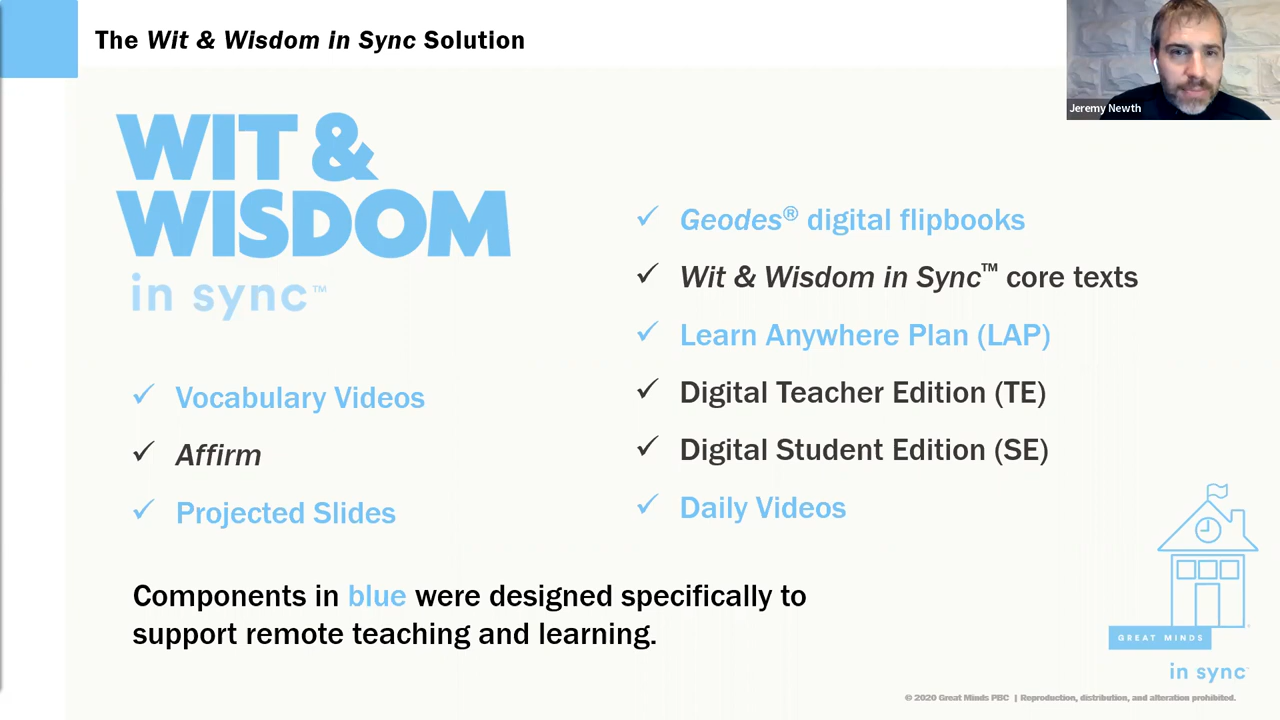 The Wit & Wisdom in Sync Solution
Jeremy Newth
WIT &
WISDOM
in sync™
Vocabulary Videos
Affirm
Projected Slides
Geodes® digital flipbooks
Wit & Wisdom in Sync™ core texts
Learn Anywhere Plan (LAP)
Digital Teacher Edition (TE)
Digital Student Edition (SE)
Daily Videos
Components in blue were designed specifically to
support remote teaching and learning.
GREAT MINDS
in sync
© 2020 Great Minds PBC | Reproduction, distribution, and alteration prohibited.